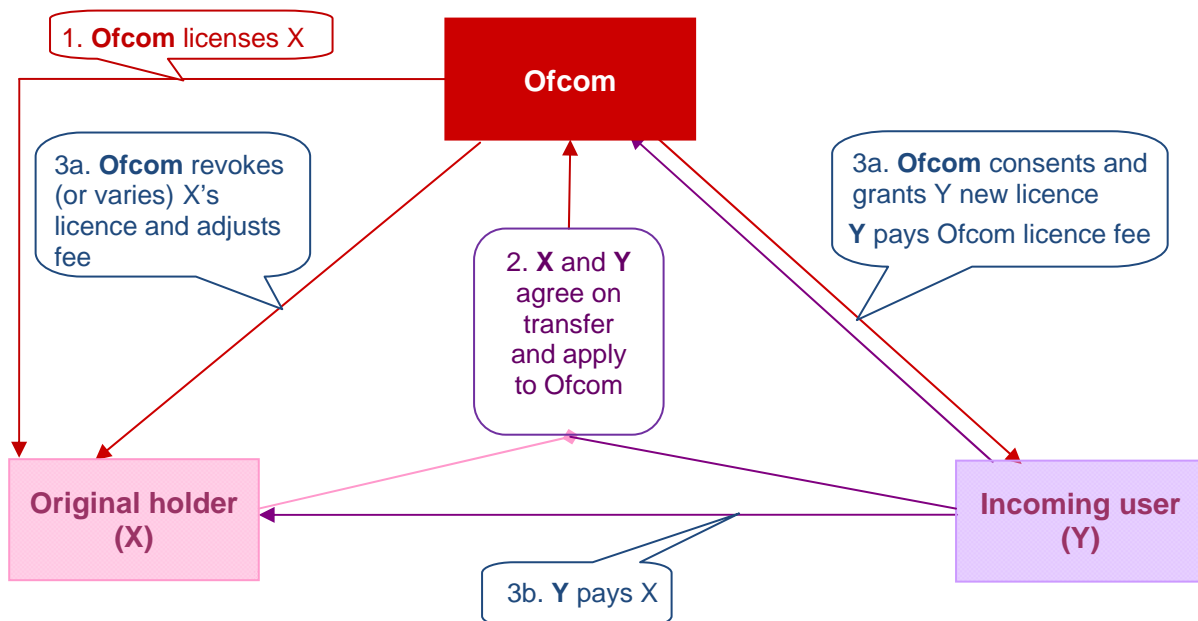 1. Ofcom licenses X
Ofcom
3a. Ofcom revokes
(or varies) X’s
licence and adjusts
fee
3a. Ofcom consents and
grants Y new licence
Y pays Ofcom licence fee
2. X and Y
agree on
transfer
and apply
to Ofcom
Original holder
(X)
Incoming user
(Y)
3b. Y pays X